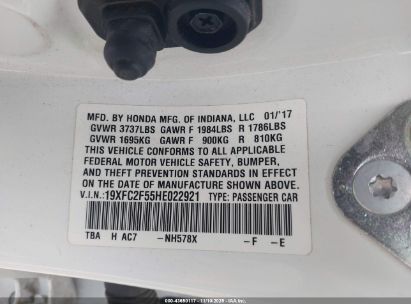 MFD. BY HONDA MFG. OF INDIANA, LLC 01/'17
GVWR 3737LBS GAWR F 1984LBS R 1786LBS
GVWR 1695KG GAWR F 900KG R 810KG
THIS VEHICLE CONFORMS TO ALL APPLICABLE
FEDERAL MOTOR VEHICLE SAFETY, BUMPER,
AND THEFT PREVENTION STANDARDS IN EFFECT
ON THE DATE OF MANUFACTURE SHOWN ABOVE.
V.I.N.: 19XFC2F55HE022921 TYPE: PASSENGER CAR
TBA H AC7 -NH578X -F -E